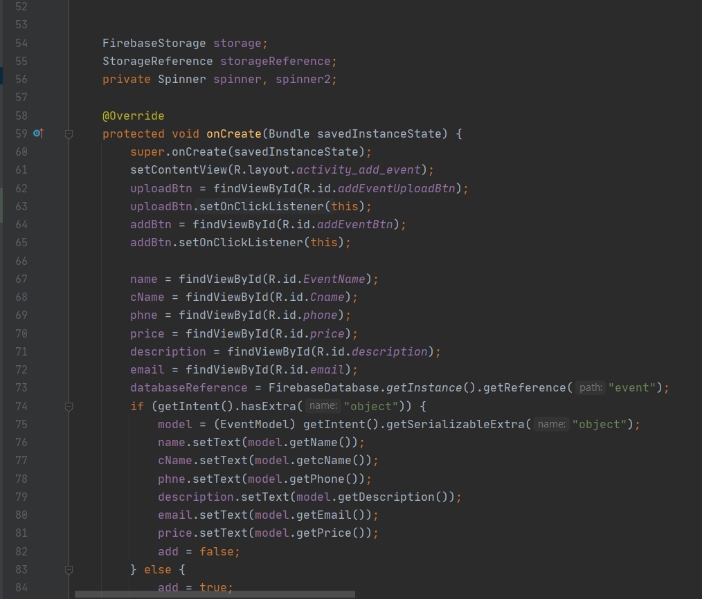 52
53
54 FirebaseStorage storage;
55 StorageReference storageReference;
56 private Spinner spinner, spinner2;
57
58 @Override
59 protected void onCreate(Bundle savedInstanceState) {
60 super.onCreate(savedInstanceState);
61 setContentView(R.layout.activity_add_event);
62 uploadBtn = findViewById(R.id.addEventUploadBtn);
63 uploadBtn.setOnClickListener(this);
64 addBtn = findViewById(R.id.addEventBtn);
65 addBtn.setOnClickListener(this);
66
67 name = findViewById(R.id.EventName);
68 cName = findViewById(R.id.Cname);
69 phne = findViewById(R.id.phone);
70 price = findViewById(R.id.price);
71 description = findViewById(R.id.description);
72 email = findViewById(R.id.email);
73 databaseReference = FirebaseDatabase.getInstance().getReference( path: "event");
74 if (getIntent().hasExtra( name: "object")) {
75 model = (EventModel) getIntent().getSerializableExtra( name: "object");
76 name.setText(model.getName());
77 cName.setText(model.getcName());
78 phne.setText(model.getPhone());
79 description.setText(model.getDescription());
80 email.setText(model.getEmail());
81 price.setText(model.getPrice());
82 add = false;
83 } else {
84 add = true;